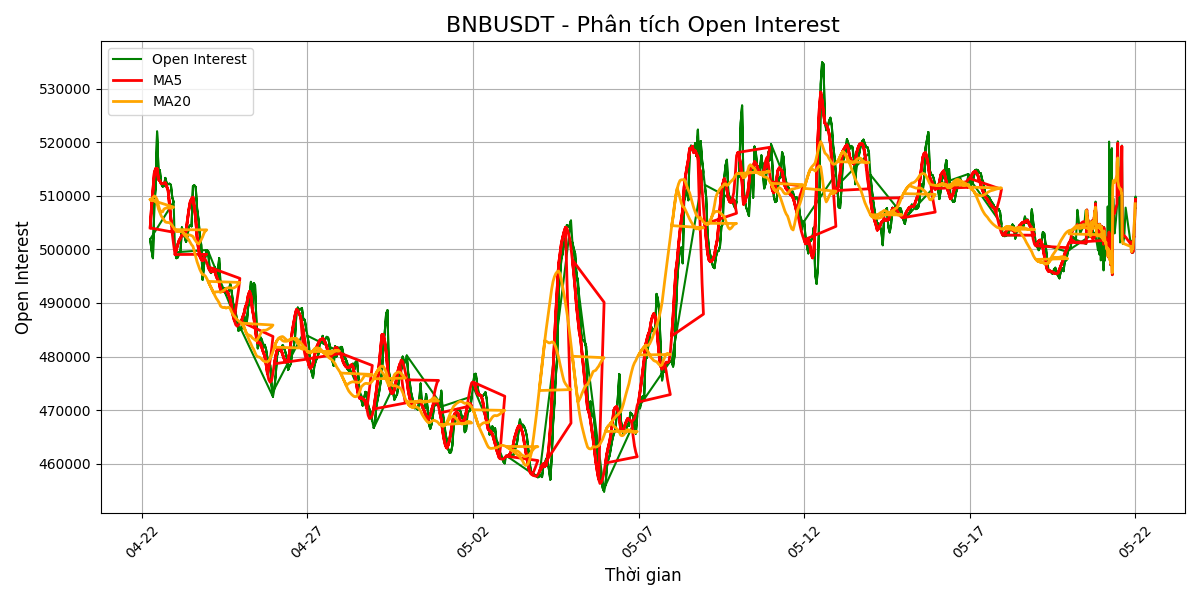 BNBUSDT - Phân tích Open Interest
Open Interest
MA5
MA20
Open Interest
530000
520000
510000
500000
490000
480000
470000
460000
04-22
04-27
05-02
05-07
05-12
05-17
05-22
Thời gian